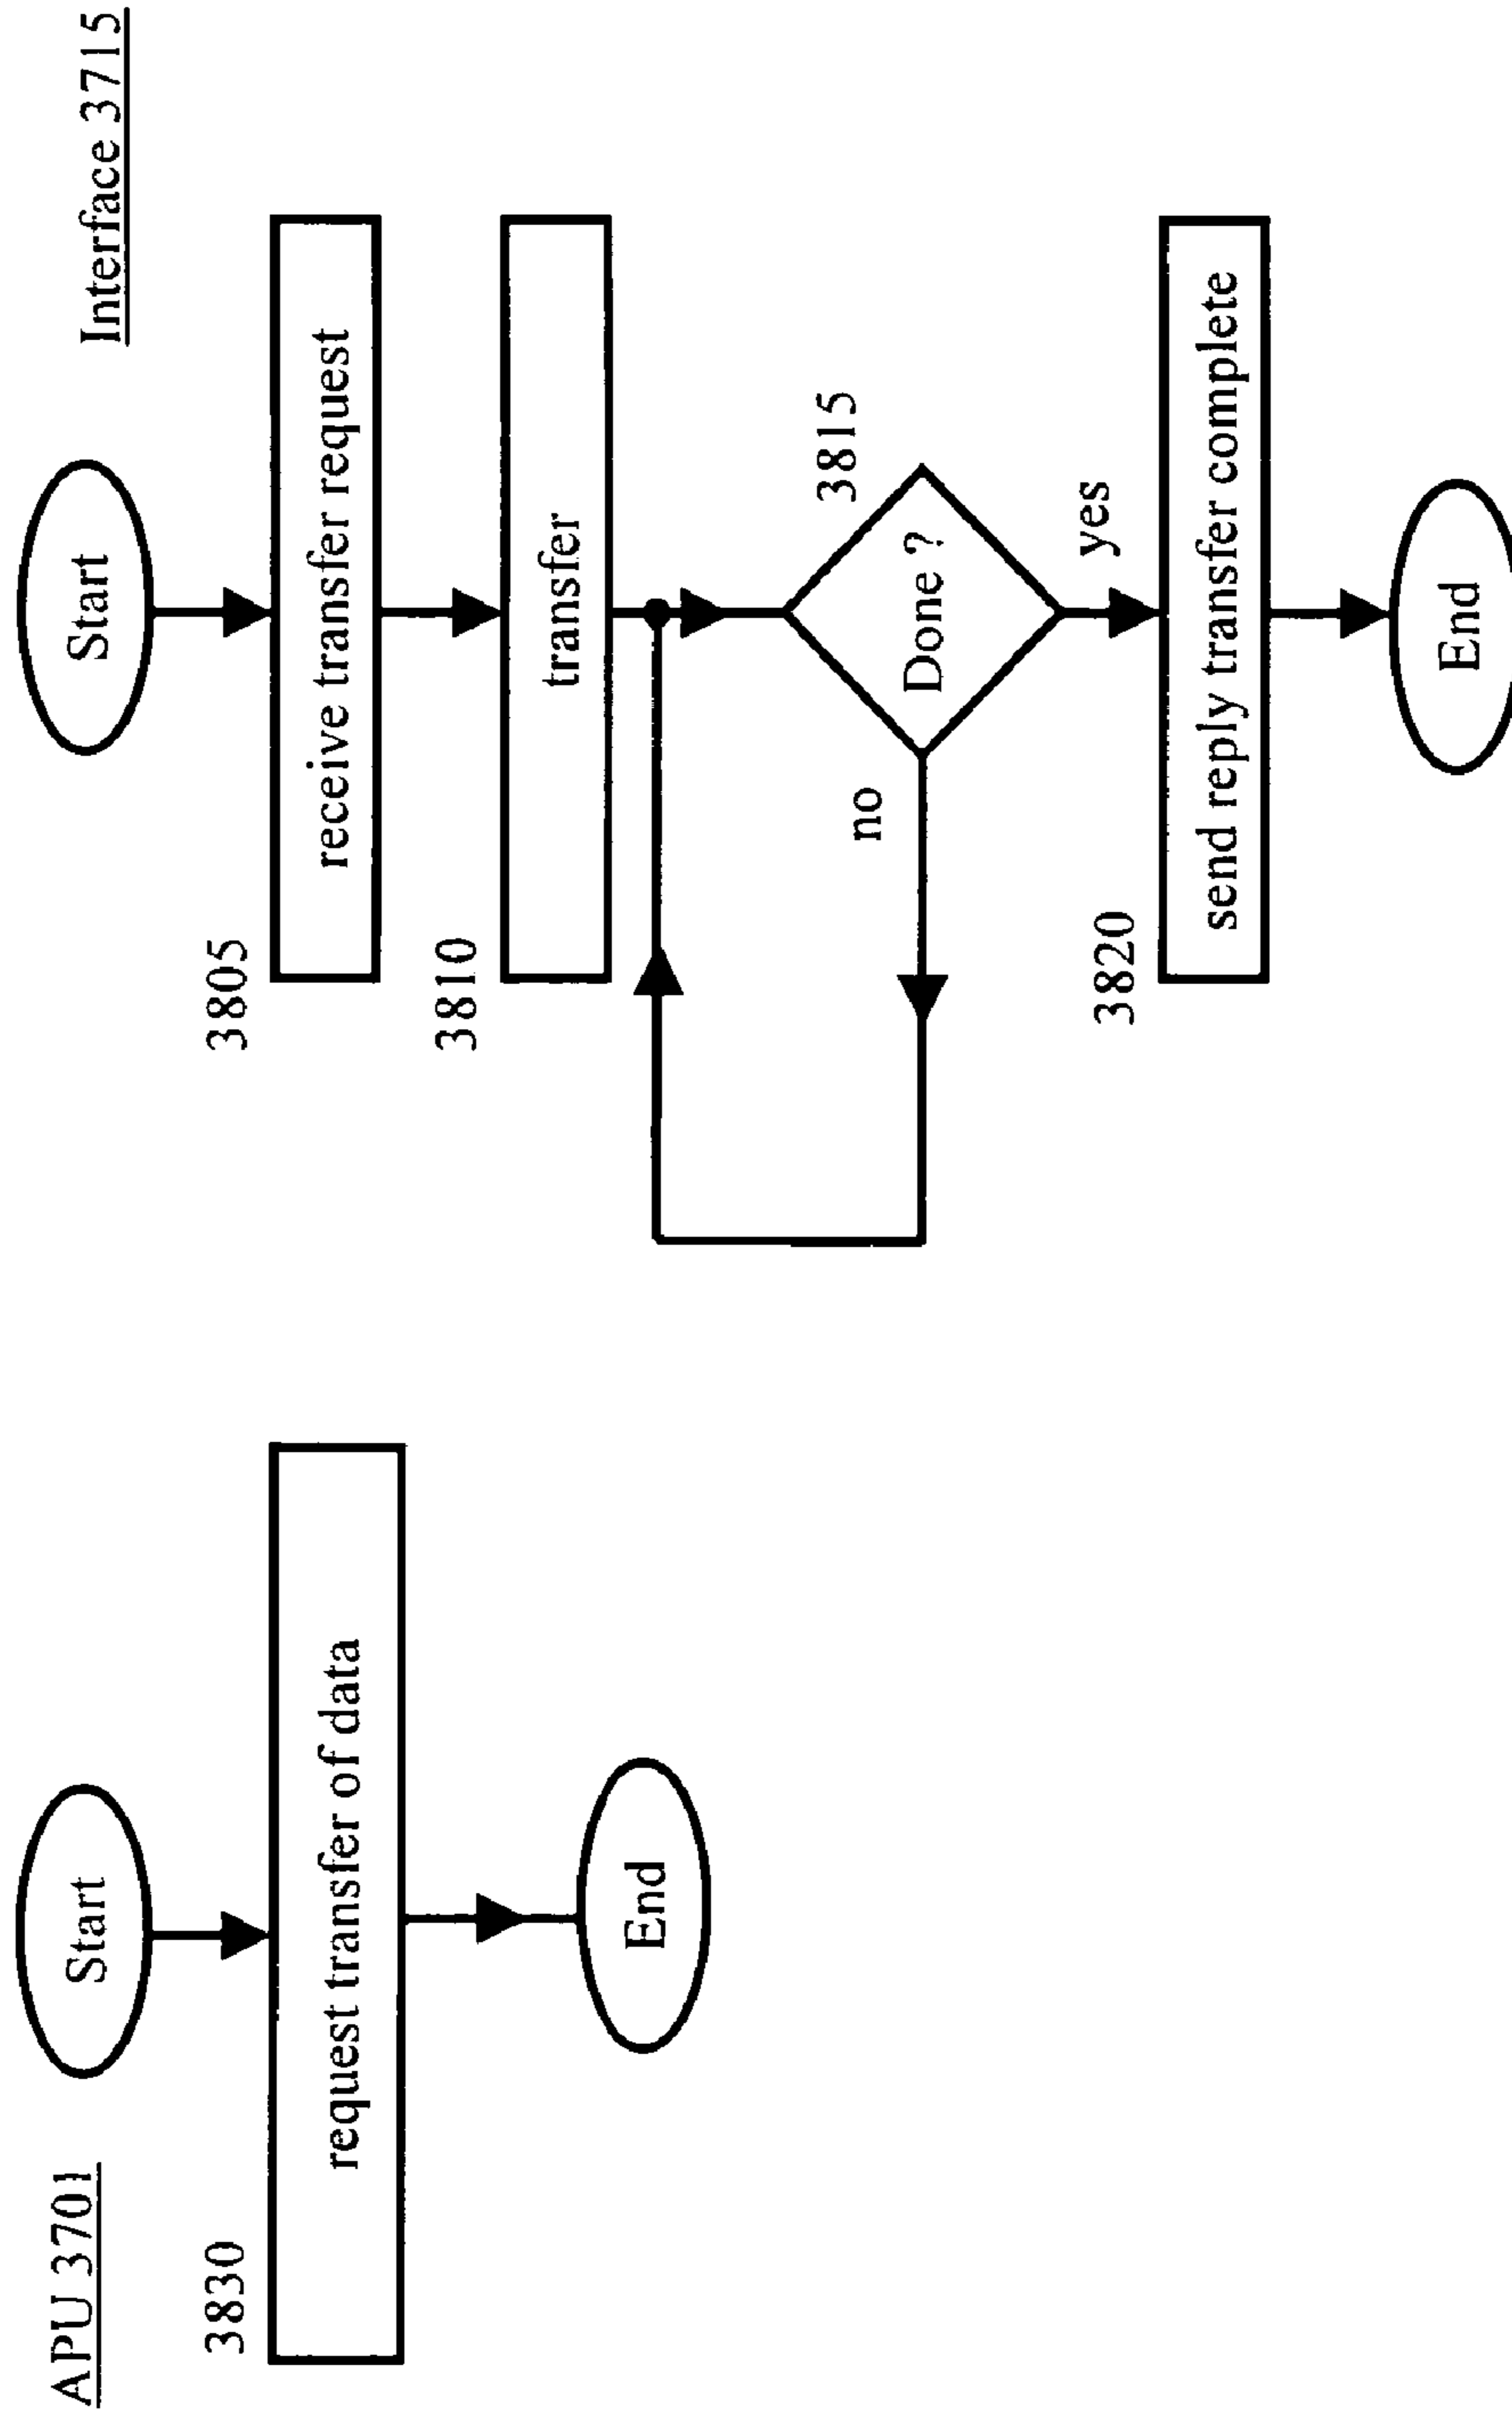 APU 3701
Start
3830
request transfer of data
End
Interface 3715
Start
3805
receive transfer request
3810
transfer
3815
Done ?
no
yes
3820
send reply transfer complete
End